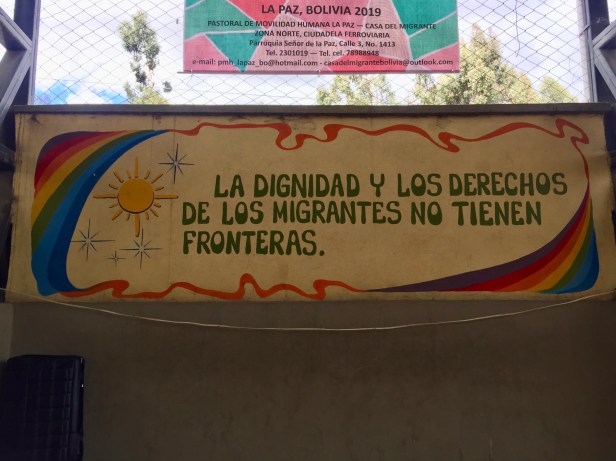 LA PAZ, BOLIVIA 2019
PASTORAL DE MOVILIDAD HUMANA LA PAZ — CASA DEL MIGRANTE
ZONA NORTE, CIUDADELA FERROVIARIA
Parroquia Señor de la Paz, Calle 3, No. 1413
Tel. 2301019 — Tel. cel. 78988948
e-mail: pmh_lapaz_bo@hotmail.com - casadelmigrantebolivia@outlook.com
LA DIGNIDAD Y LOS DERECHOS
DE LOS MIGRANTES NO TIENEN
FRONTERAS.